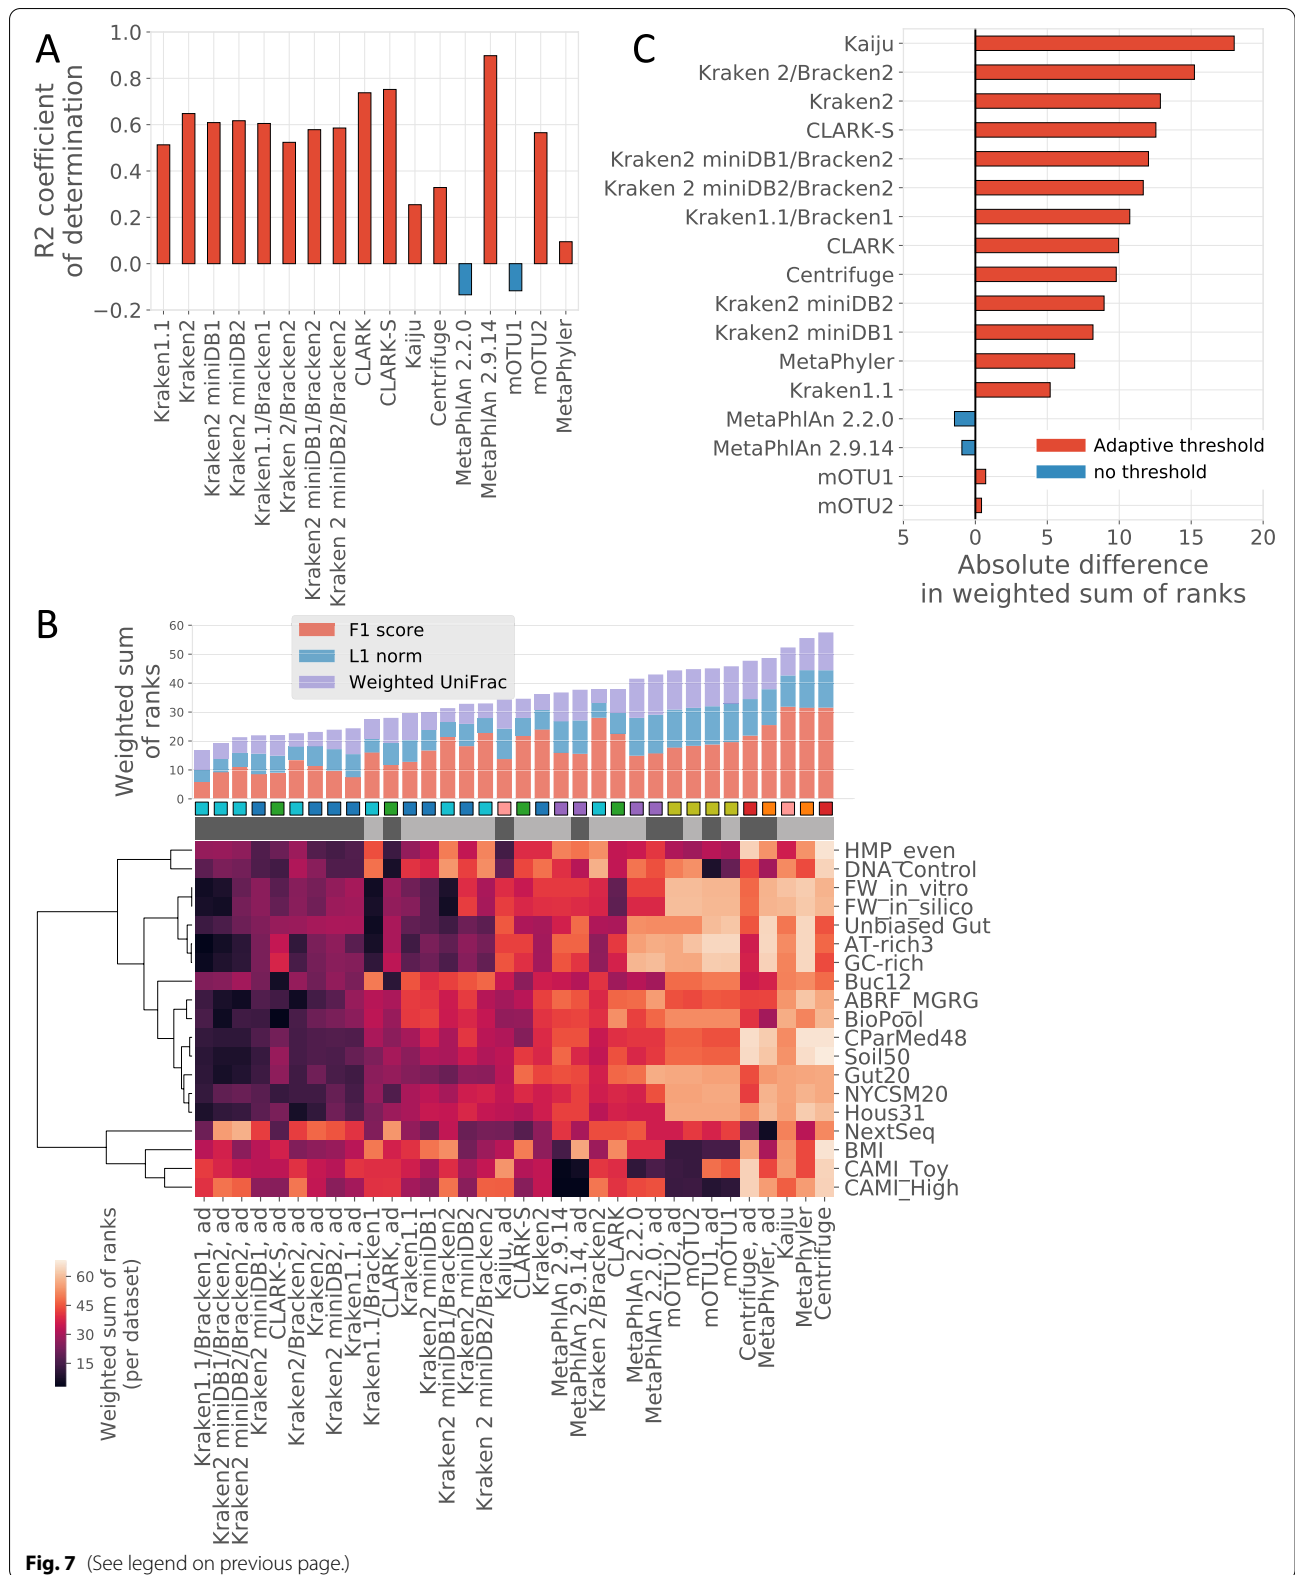 A
R2 coefficient
of determination
1.0
0.8
0.6
0.4
0.2
0.0
−0.2
Kraken1.1
Kraken2
Kraken2 miniDB1
Kraken2 miniDB2
Kraken1.1/Bracken1
Kraken 2/Bracken2
Kraken2 miniDB1/Bracken2
Kraken 2 miniDB2/Bracken2
CLARK
CLARK-S
Kaiju
Centrifuge
MetaPhlAn 2.2.0
MetaPhlAn 2.9.14
mOTU1
mOTU2
MetaPhyler
C
Kaiju
Kraken 2/Bracken2
Kraken2
CLARK-S
Kraken2 miniDB1/Bracken2
Kraken 2 miniDB2/Bracken2
Kraken1.1/Bracken1
CLARK
Centrifuge
Kraken2 miniDB2
Kraken2 miniDB1
MetaPhyler
Kraken1.1
MetaPhlAn 2.2.0
MetaPhlAn 2.9.14
mOTU1
mOTU2
Adaptive threshold
no threshold
5 0 5 10 15 20
Absolute difference
in weighted sum of ranks
B
Weighted sum
of ranks
60
50
40
30
20
10
0
F1 score
L1 norm
Weighted UniFrac
HMP_even
DNA_Control
FW_in_vitro
FW_in_silico
Unbiased Gut
AT-rich3
GC-rich
Buc12
ABRF_MGRG
BioPool
CParMed48
Soil50
Gut20
NYCSM20
Hous31
NextSeq
BMI
CAMI_Toy
CAMI_High
Kraken1.1/Bracken1, ad
Kraken2 miniDB1/Bracken2, ad
Kraken2 miniDB2/Bracken2, ad
Kraken2 miniDB1, ad
CLARK-S, ad
Kraken2/Bracken2, ad
Kraken2, ad
Kraken2 miniDB2, ad
Kraken1.1, ad
Kraken1.1/Bracken1
CLARK, ad
Kraken1.1
Kraken2 miniDB1
Kraken2 miniDB1/Bracken2
Kraken2 miniDB2
Kraken 2 miniDB2/Bracken2
Kaiju, ad
CLARK-S
Kraken2
MetaPhlAn 2.9.14
MetaPhlAn 2.9.14, ad
Kraken 2/Bracken2
CLARK
MetaPhlAn 2.2.0
MetaPhlAn 2.2.0, ad
mOTU2, ad
mOTU2
mOTU1, ad
mOTU1
Centrifuge, ad
MetaPhyler, ad
Kaiju
MetaPhyler
Centrifuge
60
45
30
15
Weighted sum of ranks
(per dataset)
Fig. 7 (See legend on previous page.)